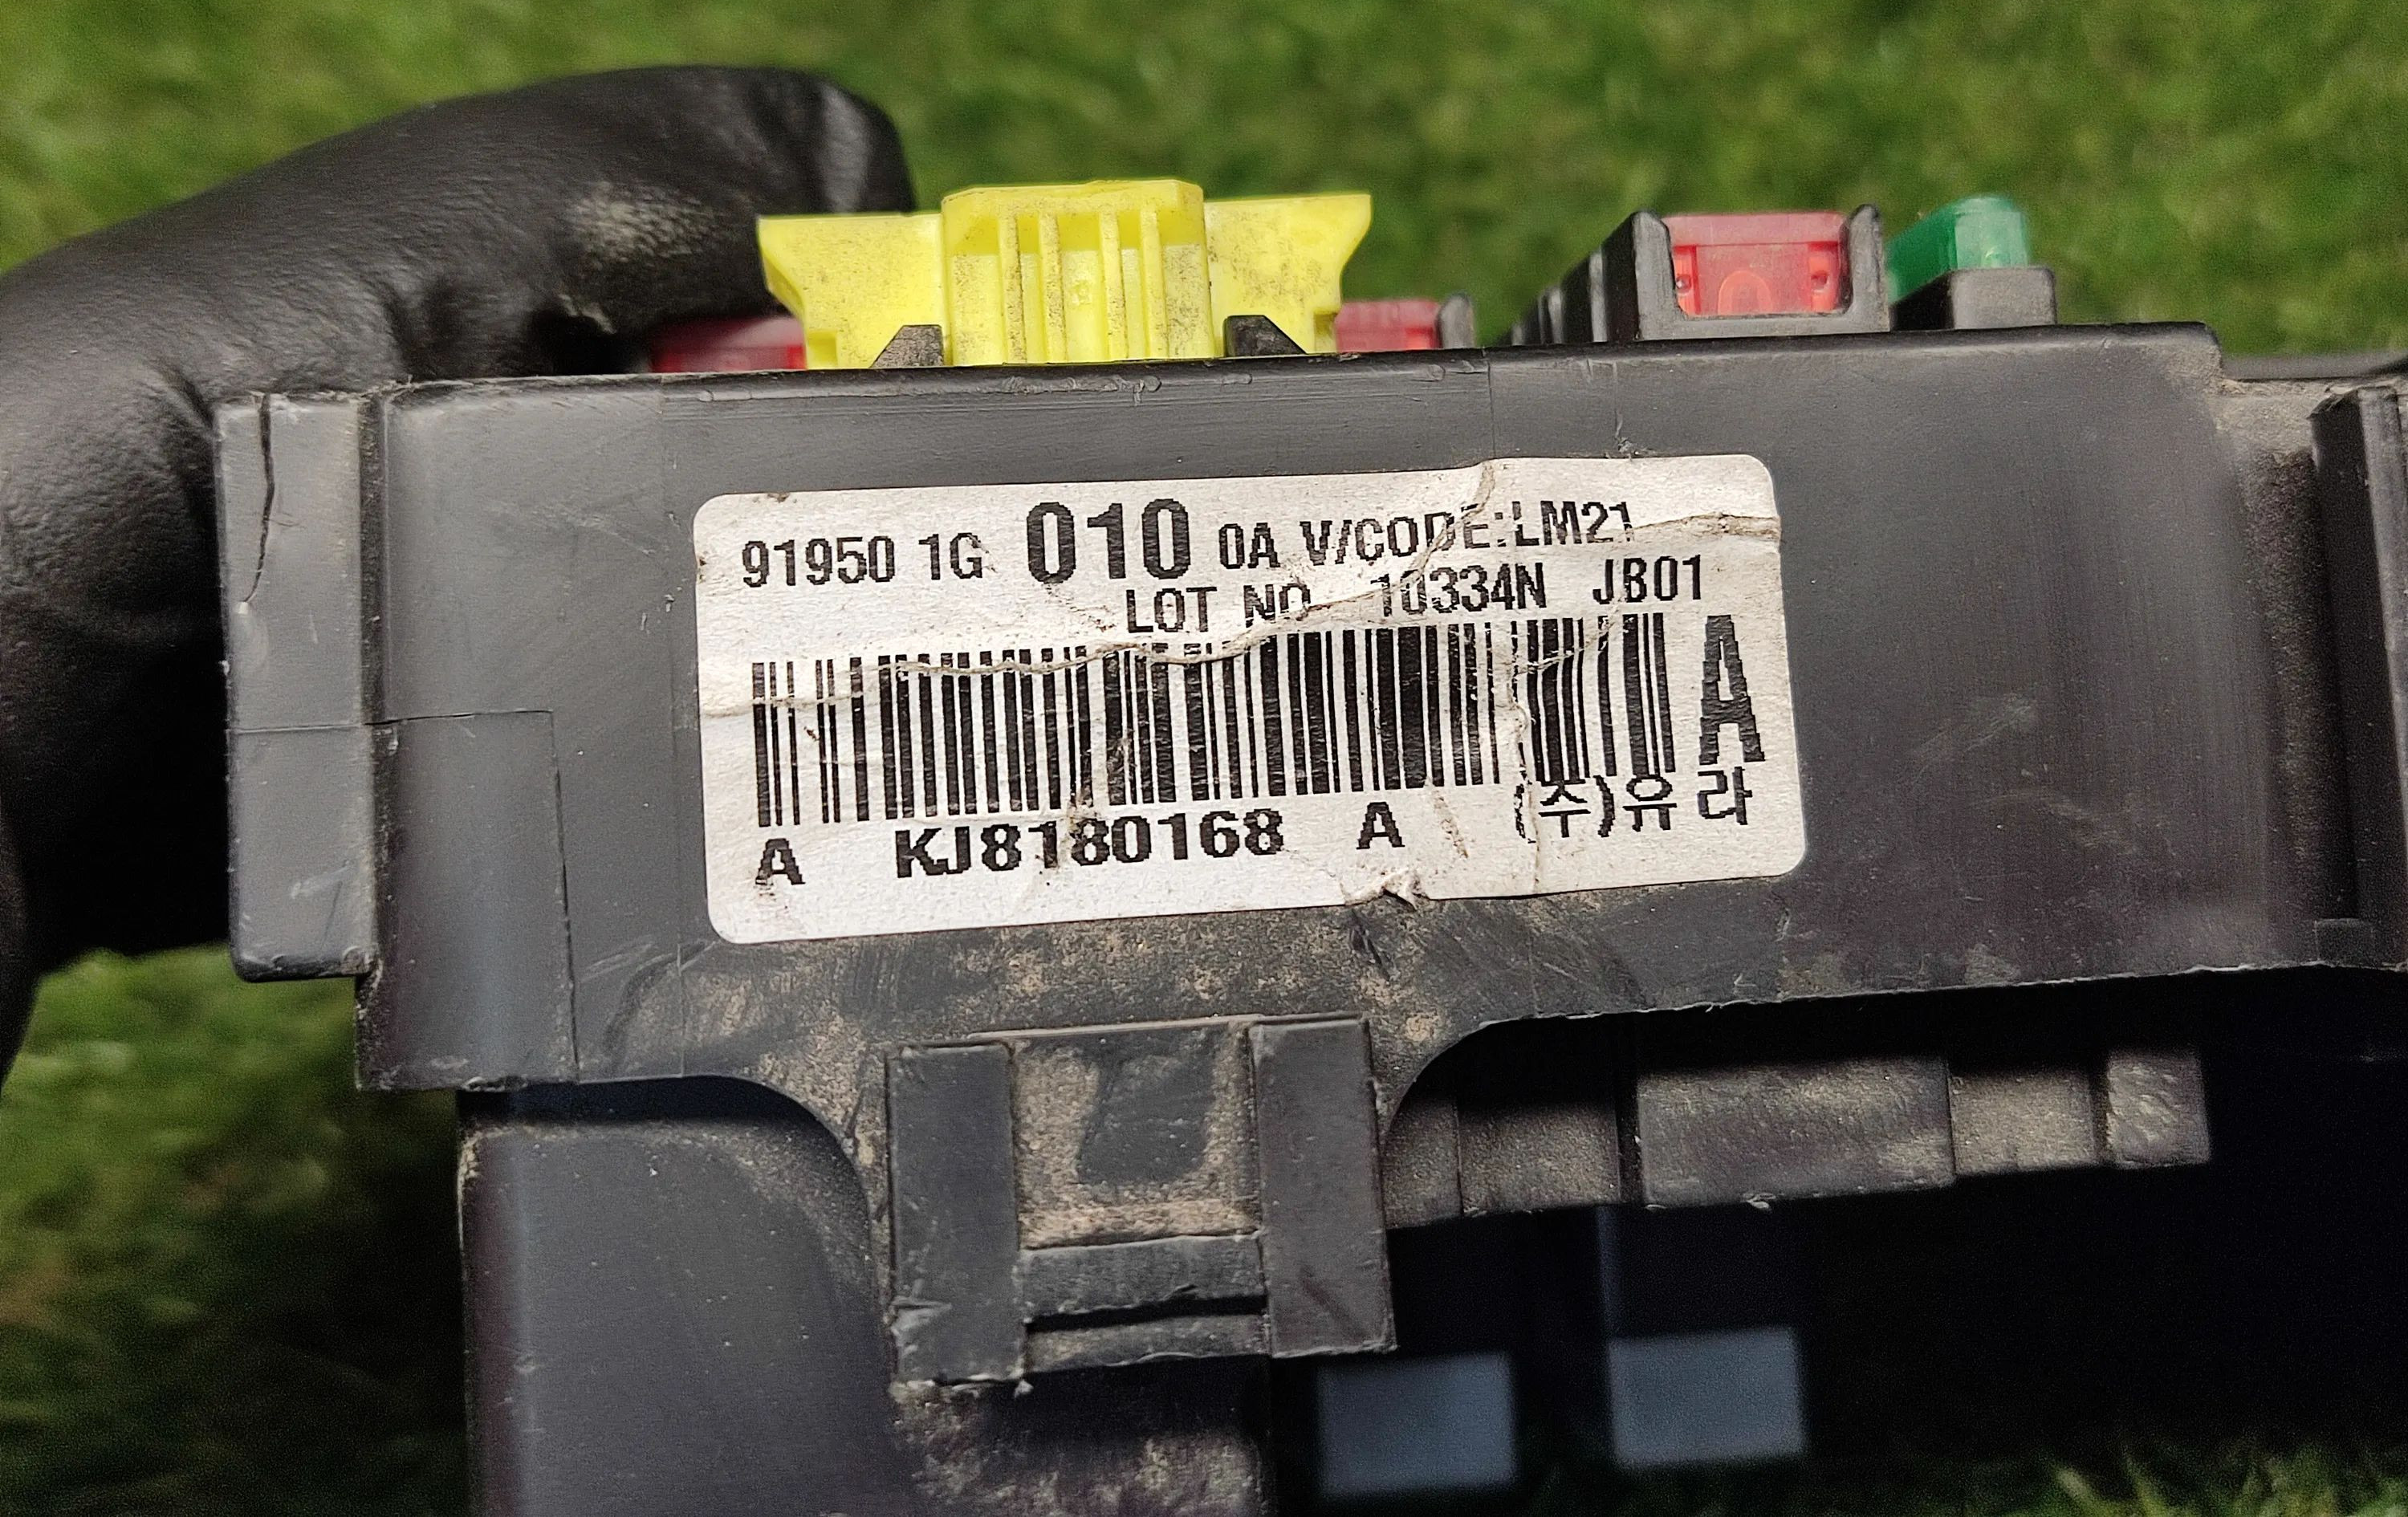 91950 1G 010 0A V/CODE:LM21
LOT NO 10334N JB01
A
A KJ8180168 A (주)유라